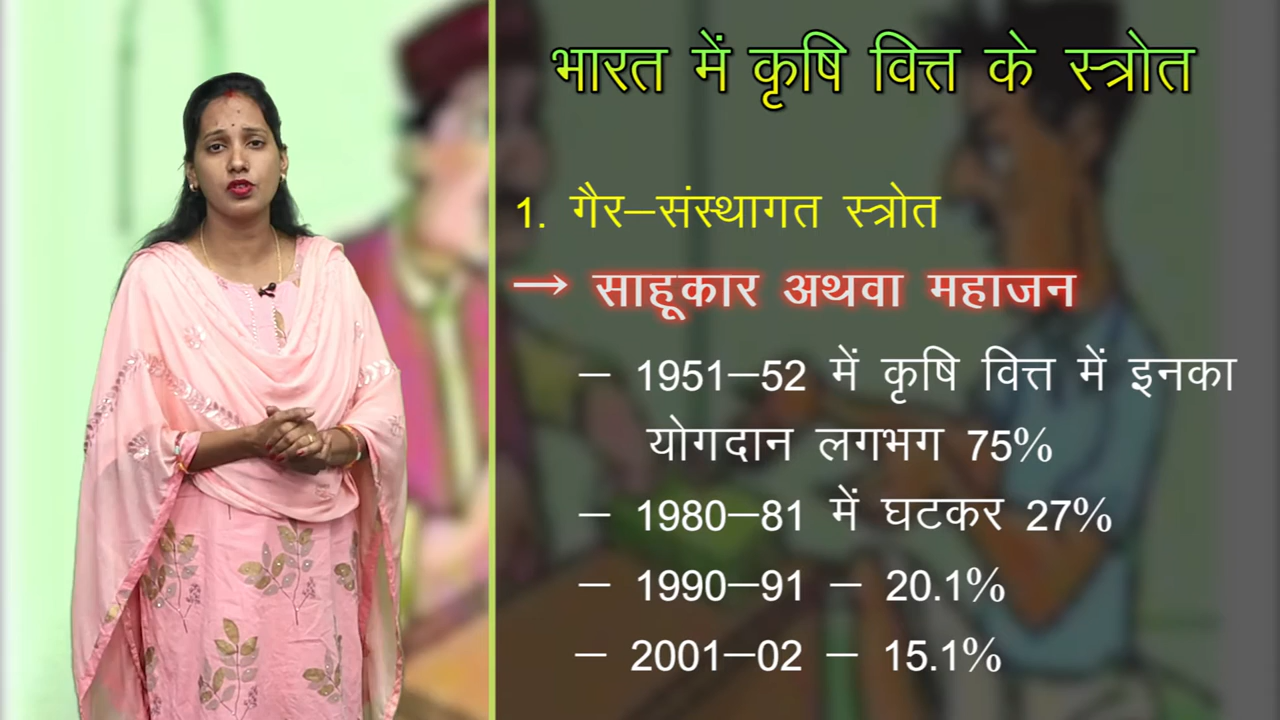 भारत में कृषि वित्त के स्त्रोत
1. गैर–संस्थागत स्त्रोत
→ साहूकार अथवा महाजन
– 1951–52 में कृषि वित्त में इनका
योगदान लगभग 75%
– 1980–81 में घटकर 27%
– 1990–91 – 20.1%
– 2001–02 – 15.1%